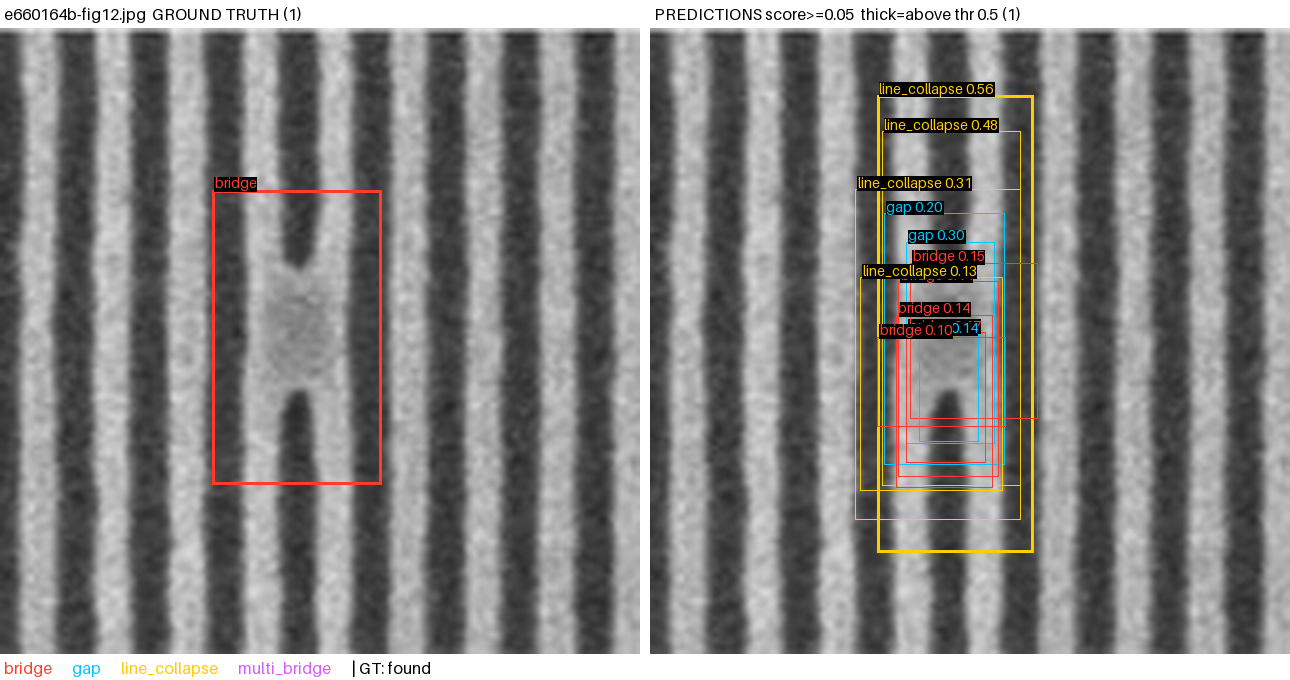 e660164b-fig12.jpg GROUND TRUTH (1)
PREDICTIONS score>=0.05 thick=above thr 0.5 (1)
bridge
line_collapse 0.56
line_collapse 0.48
line_collapse 0.31
gap 0.20
gap 0.30
bridge 0.15
line_collapse 0.13
bridge 0.14
bridge 0.10
0.14
bridge gap line_collapse multi_bridge | GT: found